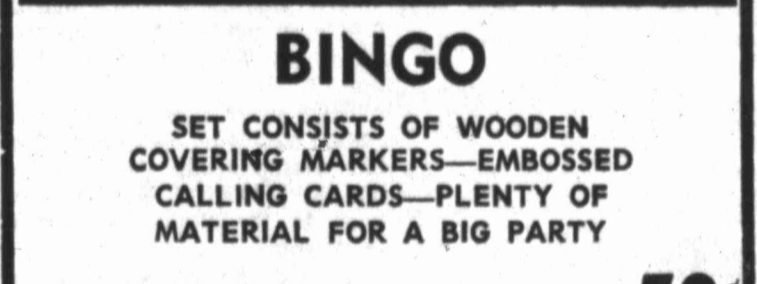 BINGO
SET CONSISTS OF WOODEN
COVERING MARKERS—EMBOSSED
CALLING CARDS—PLENTY OF
MATERIAL FOR A BIG PARTY